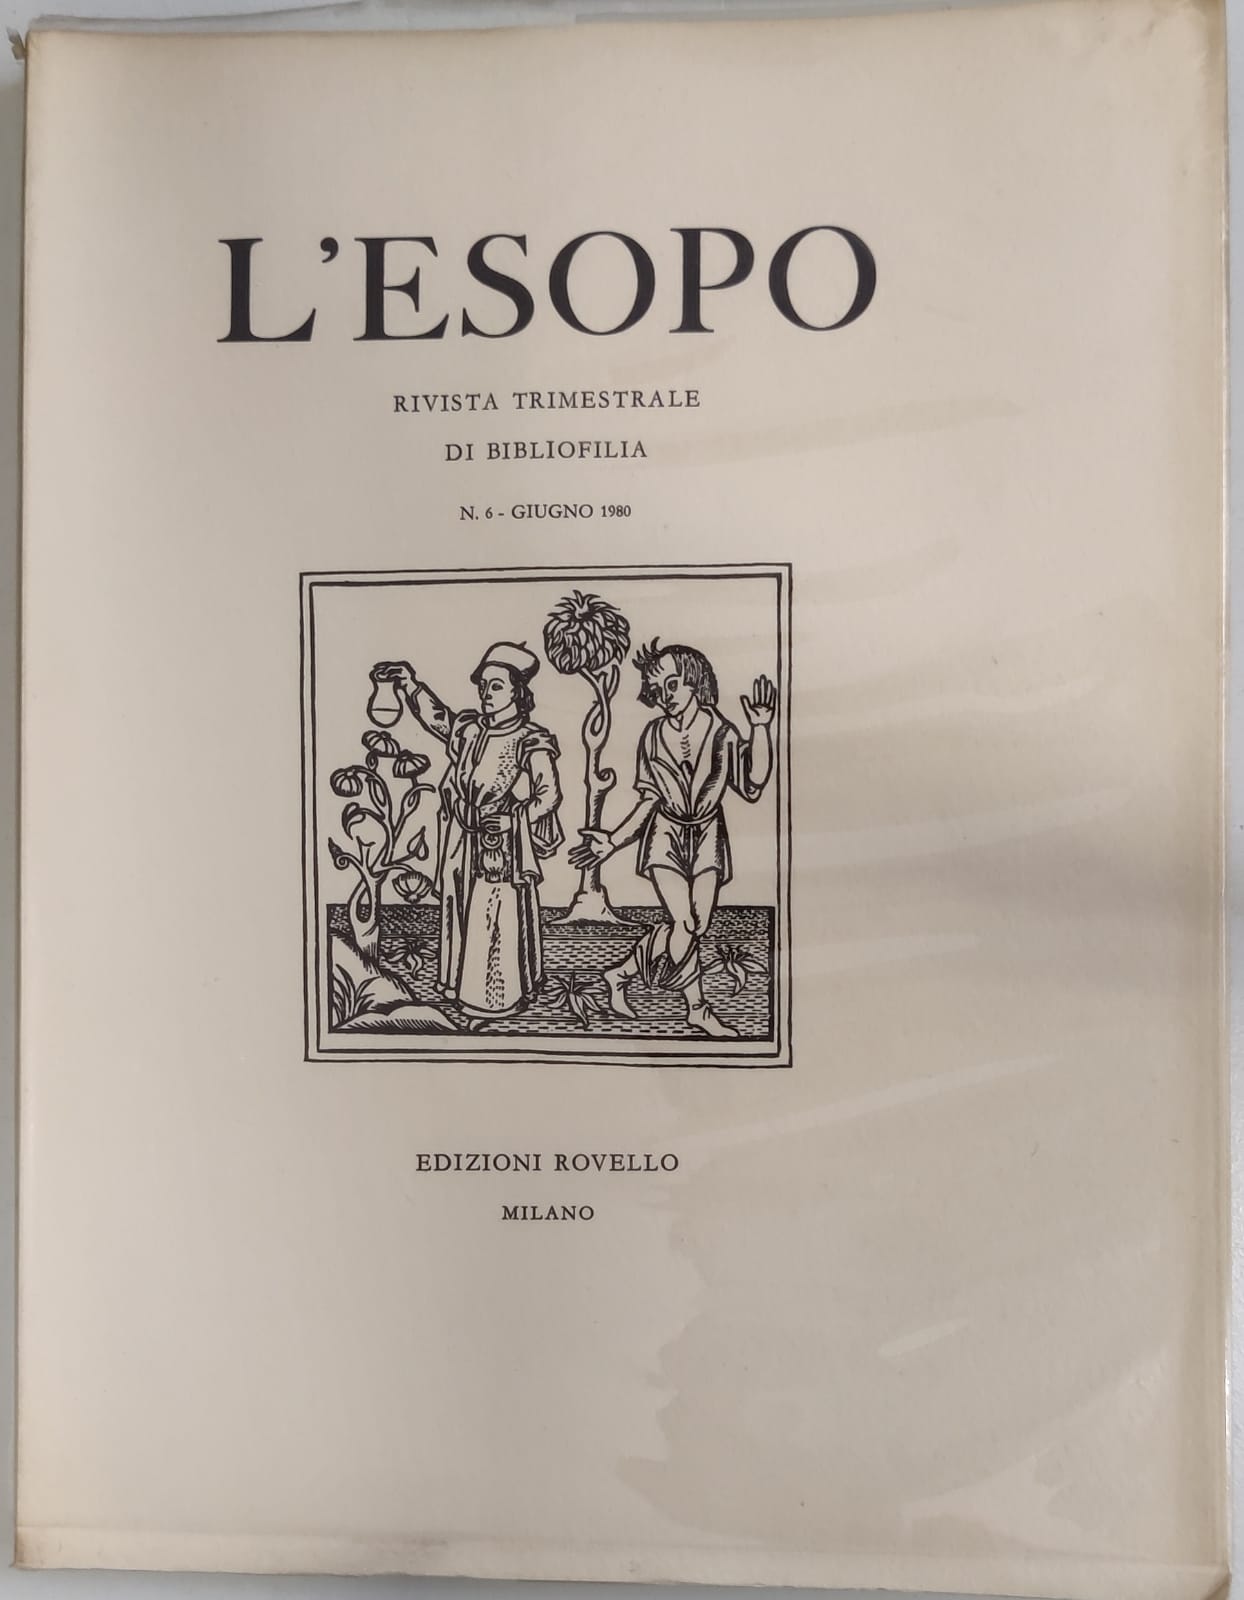 L'ESOPO
RIVISTA TRIMESTRALE
DI BIBLIOFILIA
N. 6 - GIUGNO 1980
EDIZIONI ROVELLO
MILANO